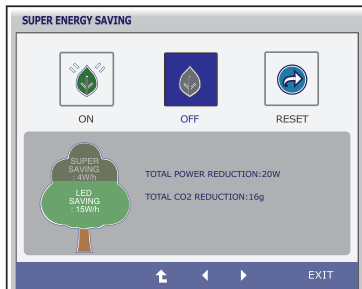 SUPER ENERGY SAVING
ON
OFF
RESET
SUPER
SAVING
: 4W/h
LED
SAVING
: 15W/h
TOTAL POWER REDUCTION:20W
TOTAL CO2 REDUCTION:16g
EXIT